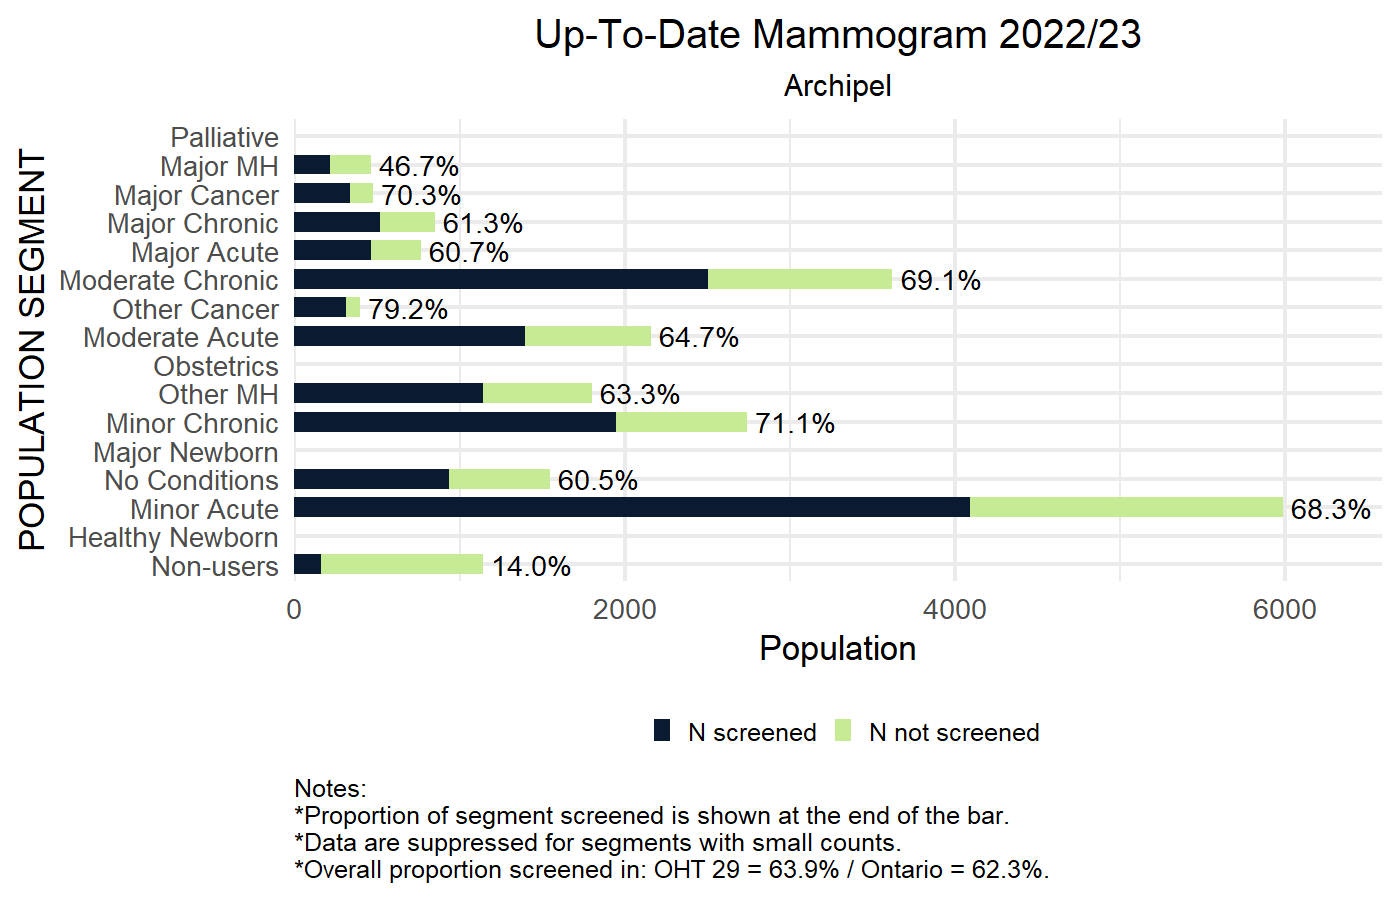 Up-To-Date Mammogram 2022/23
Archipel
POPULATION SEGMENT
Palliative
Major MH 46.7%
Major Cancer 70.3%
Major Chronic 61.3%
Major Acute 60.7%
Moderate Chronic 69.1%
Other Cancer 79.2%
Moderate Acute 64.7%
Obstetrics
Other MH 63.3%
Minor Chronic 71.1%
Major Newborn
No Conditions 60.5%
Minor Acute 68.3%
Healthy Newborn
Non-users 14.0%
0 2000 4000 6000
Population
N screened N not screened
Notes:
*Proportion of segment screened is shown at the end of the bar.
*Data are suppressed for segments with small counts.
*Overall proportion screened in: OHT 29 = 63.9% / Ontario = 62.3%.